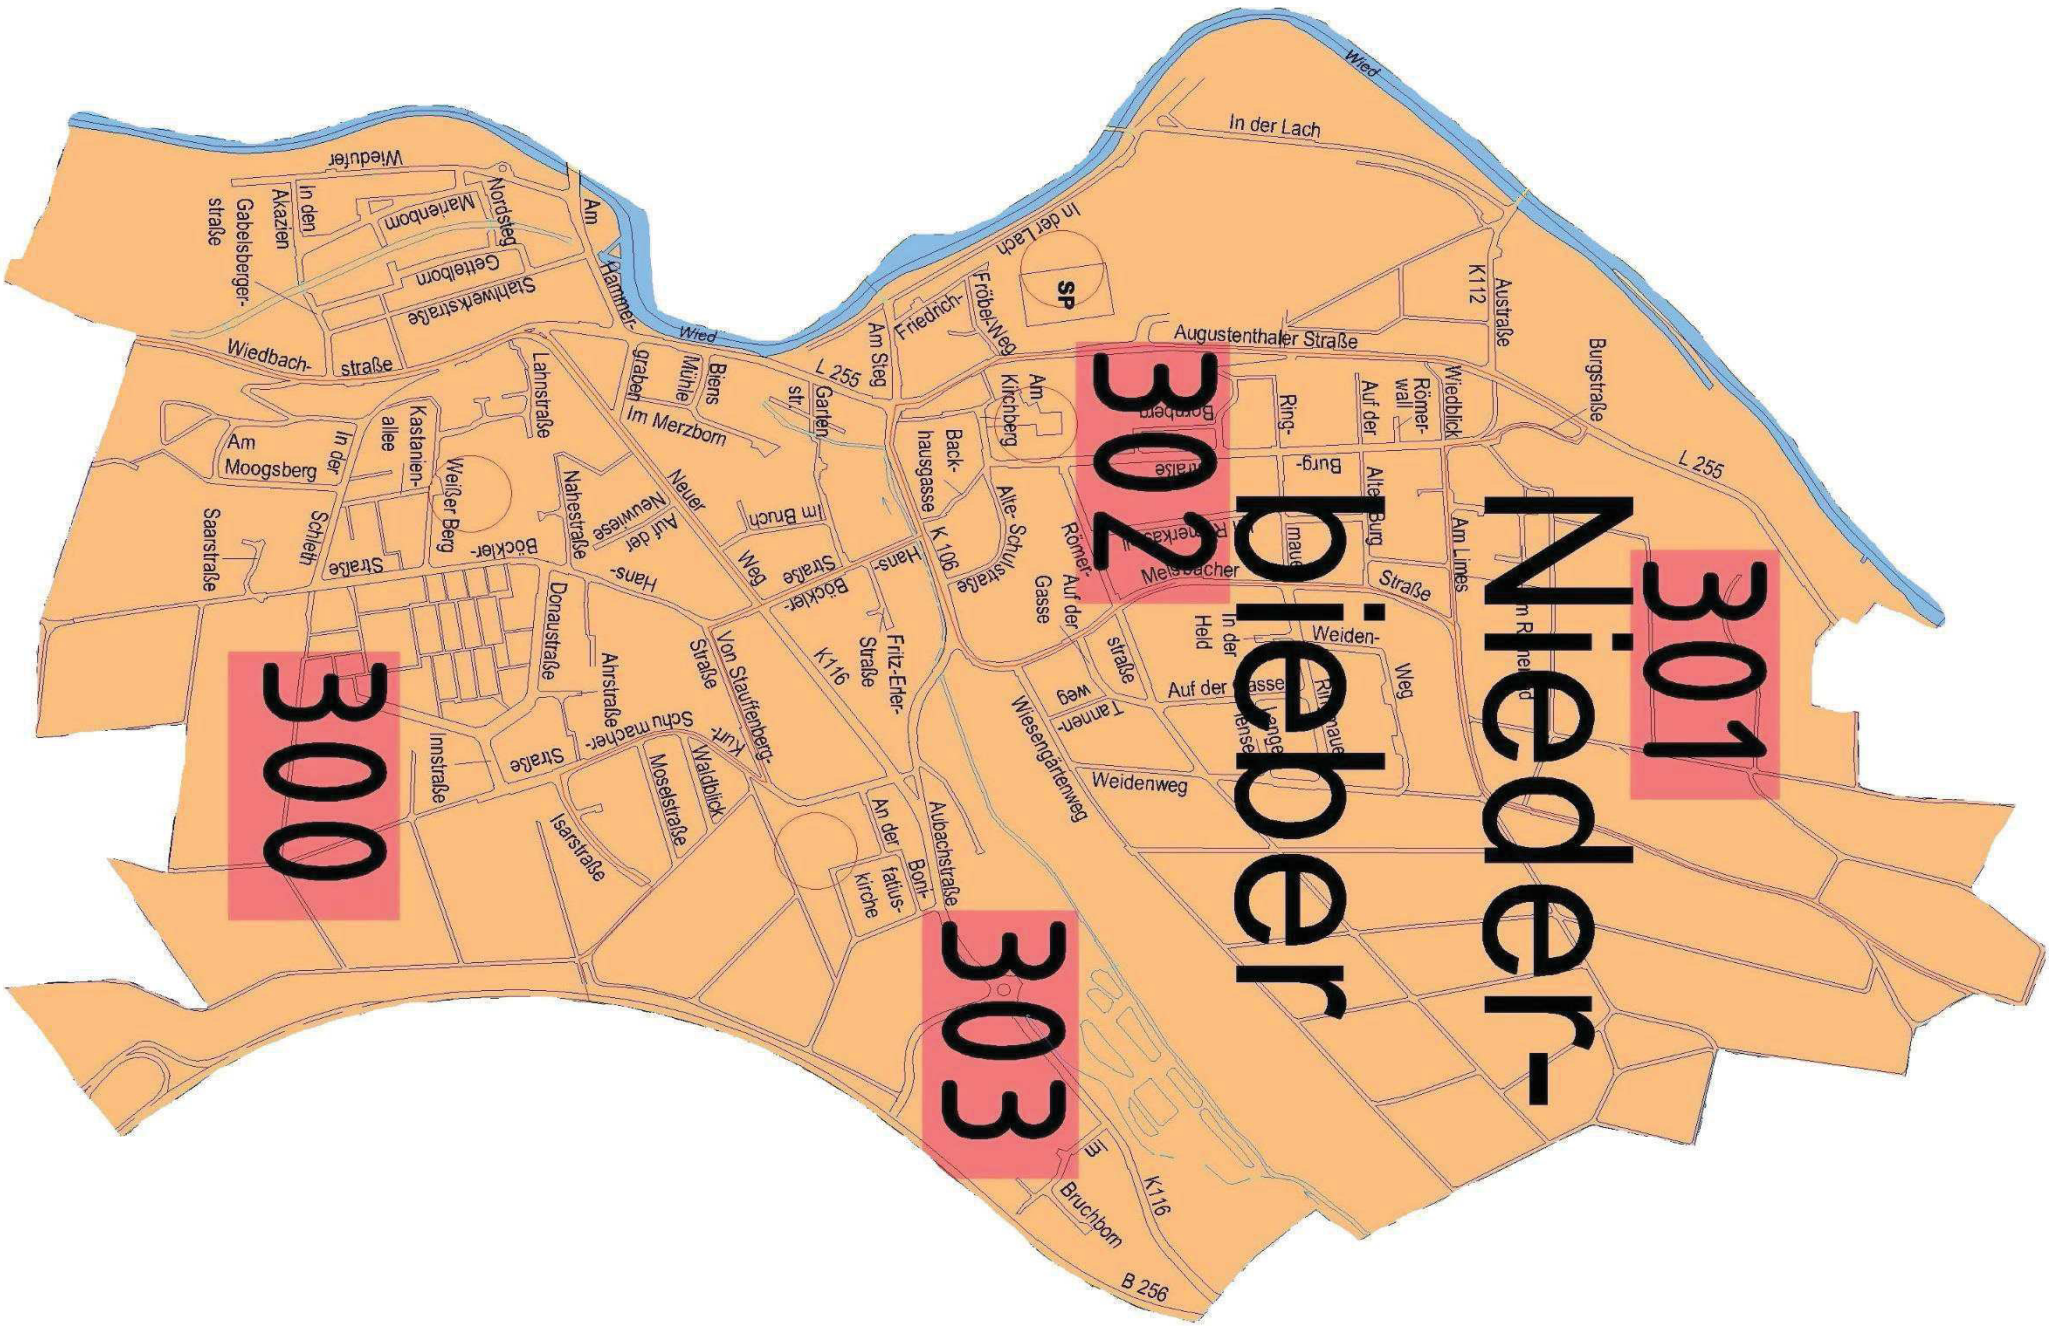 Nieder-
bieber
300
301
302
303
Wied
In der Lach
Wiedufer
In den
Akazien
Gabelsberger-
straße
Marienborn
Nordsteg
Gettelborn
Stahlwerkstraße
Am
Hammer-
graben
Wied
Wiedbach-
straße
Lahnstraße
Biens
Mühle
Im Merzborn
Garten
str.
L 255
Am Steg
Friedrich-
Fröbel-Weg
In der Lach
SP
K112
Austraße
Augustenthaler Straße
Burgstraße
L 255
Wiedblick
Römer-
wall
Auf der
Alte Burg
Ring-
mauer
Burg-
straße
Am
Kirchberg
Back-
hausgasse
Alte- Schulstraße
K 106
Am Limes
Melsbacher
Straße
Römer-
straße
Auf der
Gasse
In der
Held
Weiden-
Weg
Auf der Gasse
Tannen-
weg
Wiesengärtenweg
Weidenweg
Am
Moogsberg
In der
Schleth
Kastanien-
allee
Weißer Berg
Saarstraße
Hans-
Böckler-
Straße
Nahestraße
Auf der
Neuwiese
Neuer
Weg
Im Bruch
Hans-
Böckler-
Straße
Fritz-Erler-
Straße
K116
Von Stauffenberg-
Straße
Donaustraße
Ahrstraße
Kurt-
Schumacher-
Straße
Innstraße
Isarstraße
Moselstraße
Waldblick
An der
Boni-
fatius-
kirche
Aubachstraße
Im
Bruchborn
K116
B 256